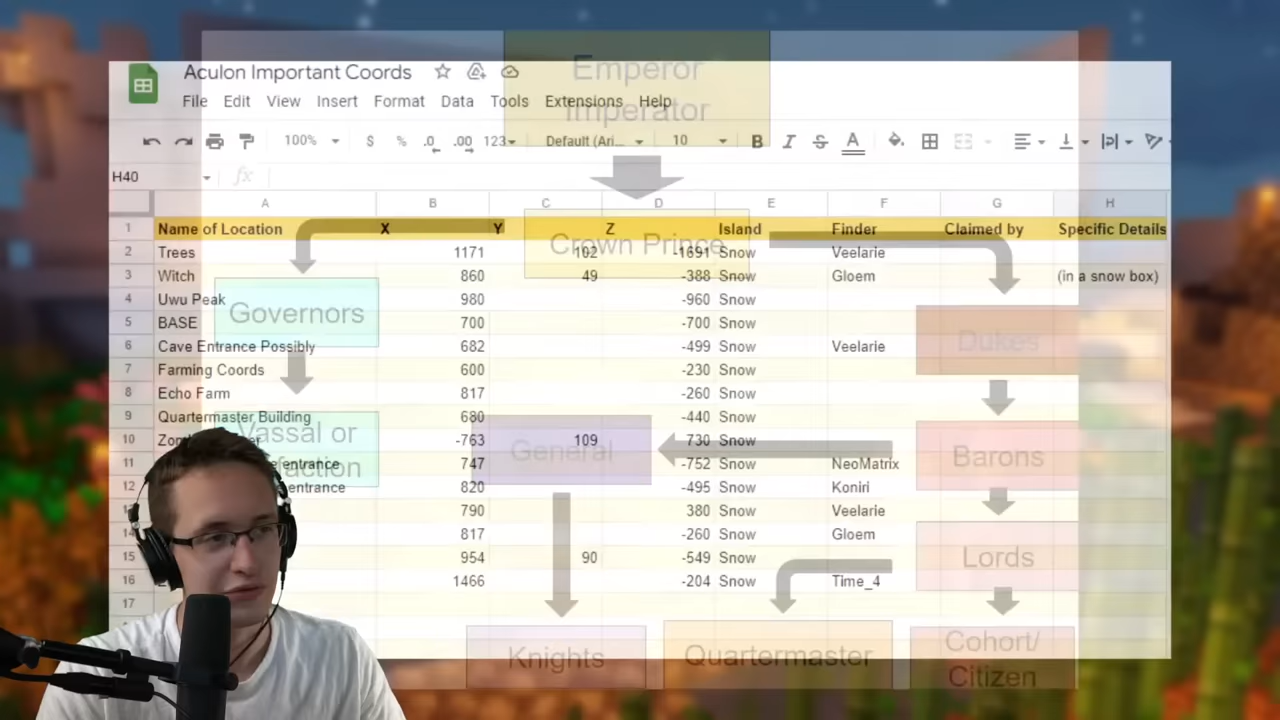 Aculon Important Coords
File Edit View Insert Format Data Tools Extensions Help
100% $ % .0 .00 123 Default (Ari... 10 B I S A
H40 fx
A B C D E F G H
1 Name of Location X Y Z Island Finder Claimed by Specific Details
2 Trees 1171 102 -1691 Snow Veelarie
3 Witch 860 49 -388 Snow Gloem (in a snow box)
4 Uwu Peak 980 -960 Snow
5 BASE 700 -700 Snow
6 Cave Entrance Possibly 682 -499 Snow Veelarie
7 Farming Coords 600 -230 Snow
8 Echo Farm 817 -260 Snow
9 Quartermaster Building 680 -440 Snow
10 -763 109 730 Snow
11 entrance 747 -752 Snow NeoMatrix
12 entrance 820 -495 Snow Koniri
790 380 Snow Veelarie
14 817 -260 Snow Gloem
15 954 90 -549 Snow
16 1466 -204 Snow Time_4
17
Emperor
Imperator
Crown Prince
Governors
Dukes
Vassal or
General
Barons
Lords
Knights
Quartermaster
Cohort/
Citizen